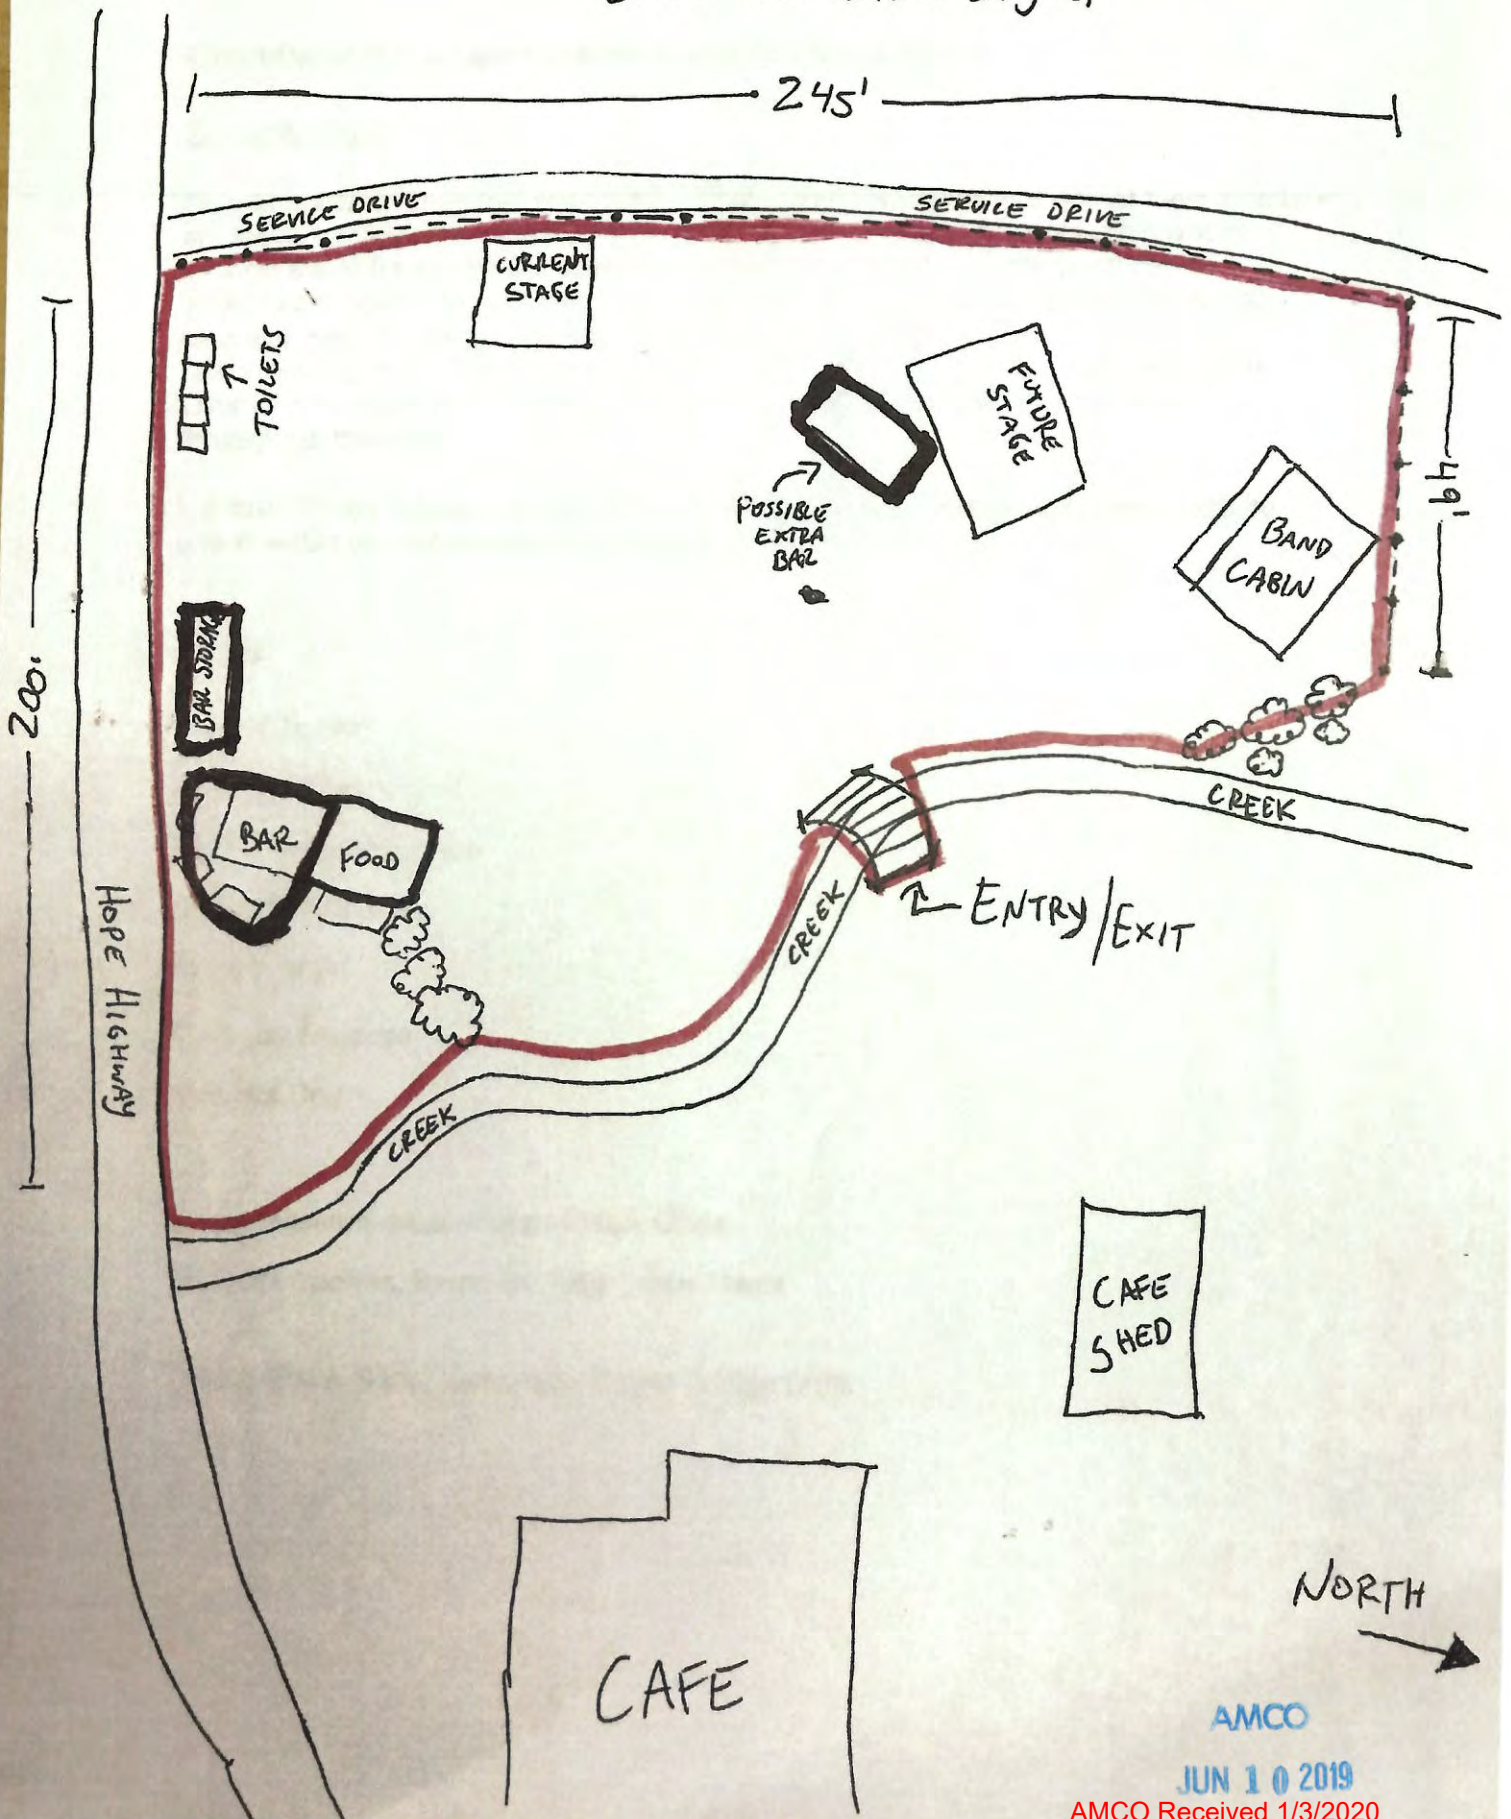 245'
SERVICE DRIVE
SERVICE DRIVE
CURRENT
STAGE
TOILETS
FUTURE
STAGE
POSSIBLE
EXTRA
BAR
BAND
CABIN
200'
BAR STORAGE
BAR
FOOD
CREEK
CREEK
ENTRY/EXIT
HOPE HIGHWAY
CREEK
CAFE
SHED
NORTH
CAFE
AMCO
JUN 10 2019
AMCO Received 1/3/2020